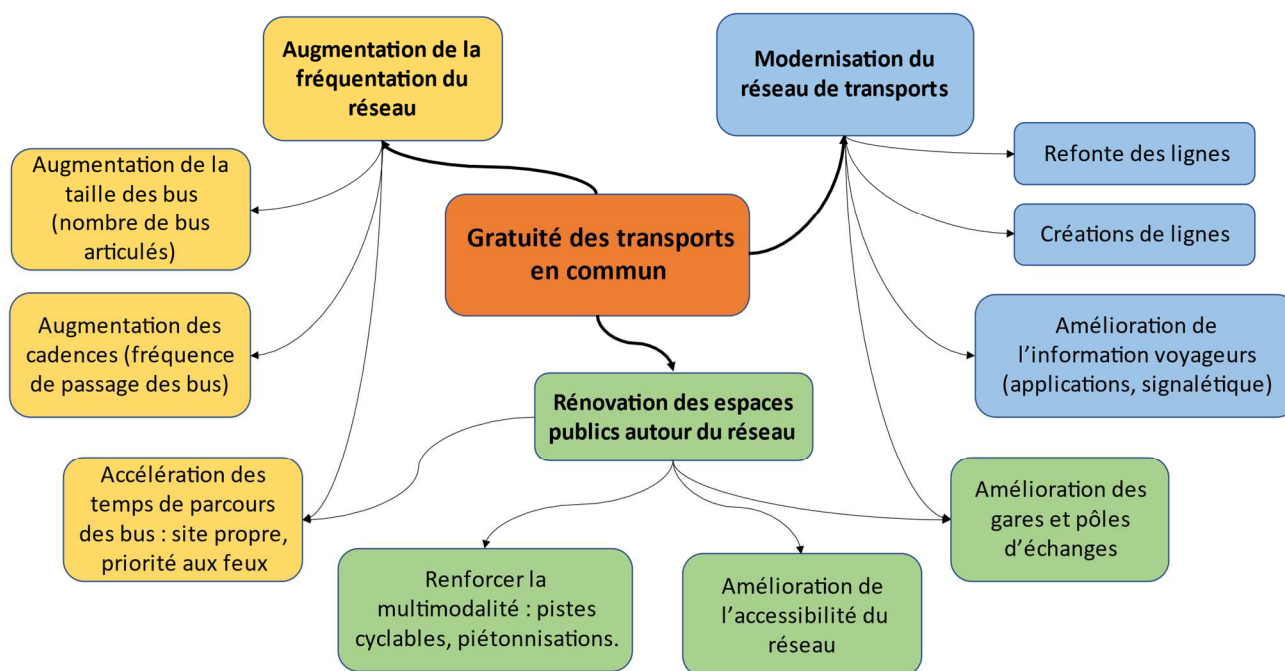 Augmentation de la
fréquentation du
réseau
Modernisation du
réseau de transports
Augmentation de la
taille des bus
(nombre de bus
articulés)
Refonte des lignes
Gratuité des transports
en commun
Créations de lignes
Augmentation des
cadences (fréquence
de passage des bus)
Amélioration de
l’information voyageurs
(applications, signalétique)
Rénovation des espaces
publics autour du réseau
Accélération des
temps de parcours
des bus : site propre,
priorité aux feux
Amélioration des
gares et pôles
d’échanges
Renforcer la
multimodalité : pistes
cyclables, piétonnisations.
Amélioration de
l’accessibilité du
réseau